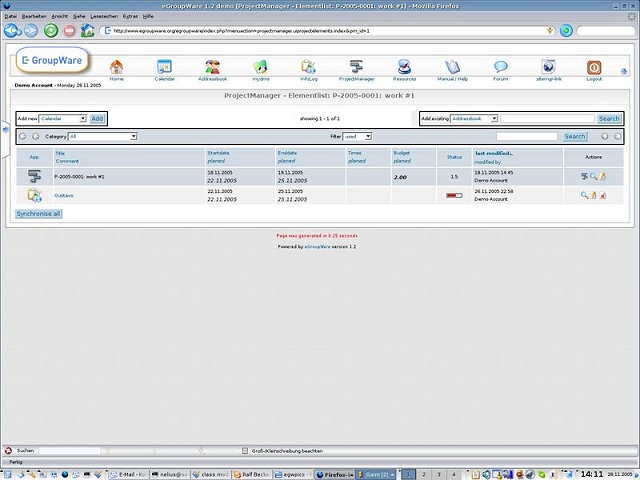 eGroupWare 1.2 demo [ProjectManager - Elementlist: P-2005-0001: work #1] - Mozilla Firefox
Datei Bearbeiten Ansicht Gehe Lesezeichen Extras Hilfe
http://www.egroupware.org/egroupware/index.php?menuaction=projectmanager.uiprojectelements.index&pm_id=1
eGroupWare
Home Calendar Addressbook mydms InfoLog ProjectManager Resources Manual / Help Forum sitemgr-link Logout
Demo Account - Monday 28.11.2005
ProjectManager - Elementlist: P-2005-0001: work #1
Add new Calendar Add showing 1 - 1 of 1 Add existing Addressbook Search
Category All Filter used Search
App. Title Startdate Enddate Times Budget Status last modified... Actions
Comment planed planed planed planed modified by
P-2005-0001: work #1 18.11.2005 19.11.2005 2.00 1.5 18.11.2005 14:45
22.11.2005 25.11.2005 Demo Account
Gustavo 22.11.2005 25.11.2005 26.11.2005 22:58
22.11.2005 25.11.2005 Demo Account
Synchronise all
Page was generated in 0.25 seconds
Powered by eGroupWare version 1.2
Suchen: Groß-/Kleinschreibung beachten
Fertig
E-Mail - Ko nelius@no class.mod Ralf Beck egwpics Firefox- Gaim [2] 1 2 3 4 14:11 28.11.2005